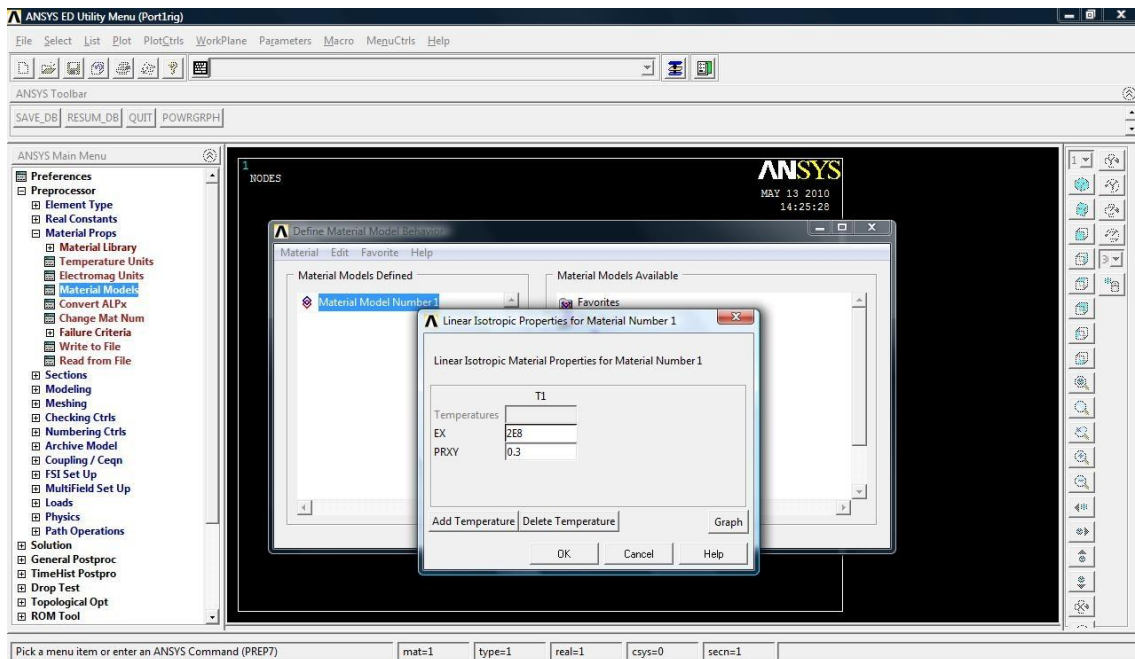 ANSYS ED Utility Menu (Port1rig)
File Select List Plot PlotCtrls WorkPlane Parameters Macro MenuCtrls Help
ANSYS Toolbar
SAVE_DB RESUM_DB QUIT POWRGRPH
ANSYS Main Menu
Preferences
Preprocessor
Element Type
Real Constants
Material Props
Material Library
Temperature Units
Electromag Units
Material Models
Convert ALPx
Change Mat Num
Failure Criteria
Write to File
Read from File
Sections
Modeling
Meshing
Checking Ctrls
Numbering Ctrls
Archive Model
Coupling / Ceqn
FSI Set Up
MultiField Set Up
Loads
Physics
Path Operations
Solution
General Postproc
TimeHist Postpro
Drop Test
Topological Opt
ROM Tool
1
NODES
ANSYS
MAY 13 2010
14:25:28
Define Material Model Behavior
Material Edit Favorite Help
Material Models Defined
Material Models Available
Material Model Number 1
Favorites
Linear Isotropic Properties for Material Number 1
Linear Isotropic Material Properties for Material Number 1
T1
Temperatures
EX 2E8
PRXY 0.3
Add Temperature Delete Temperature Graph
OK Cancel Help
1
3
Pick a menu item or enter an ANSYS Command (PREP7) mat=1 type=1 real=1 csys=0 secn=1